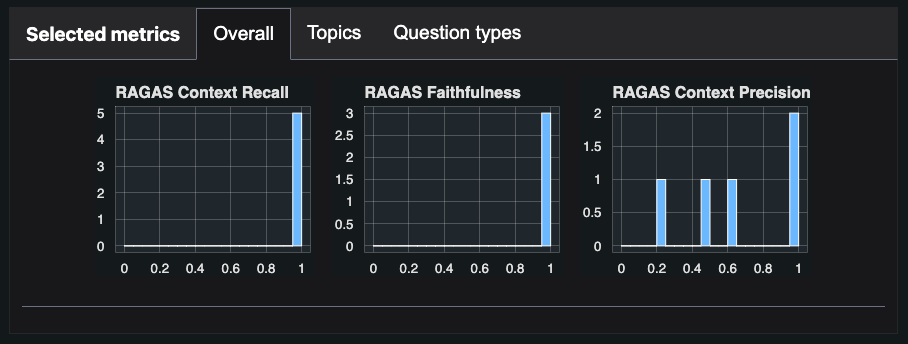 Selected metrics Overall Topics Question types
RAGAS Context Recall
5
4
3
2
1
0
0 0.2 0.4 0.6 0.8 1
RAGAS Faithfulness
3
2.5
2
1.5
1
0.5
0
0 0.2 0.4 0.6 0.8 1
RAGAS Context Precision
2
1.5
1
0.5
0
0 0.2 0.4 0.6 0.8 1